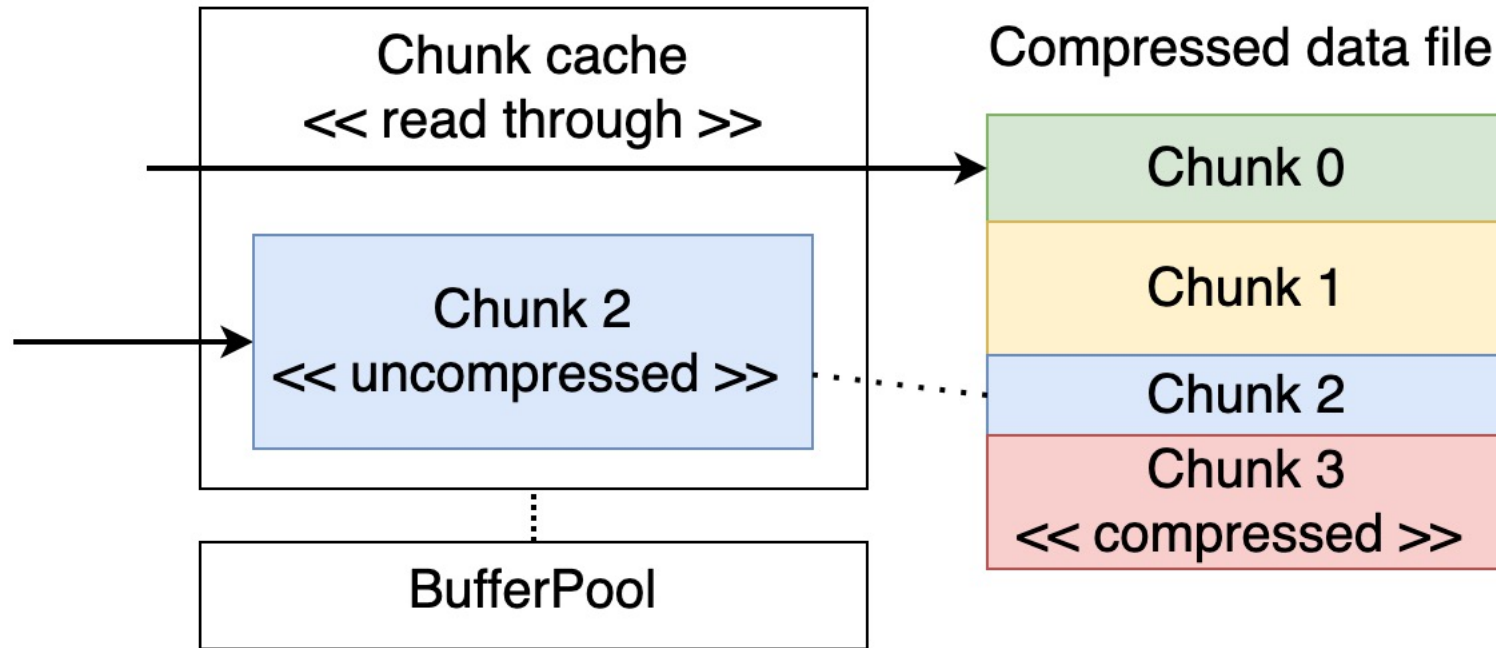 Chunk cache
<< read through >>
Chunk 2
<< uncompressed >>
BufferPool
Compressed data file
Chunk 0
Chunk 1
Chunk 2
Chunk 3
<< compressed >>